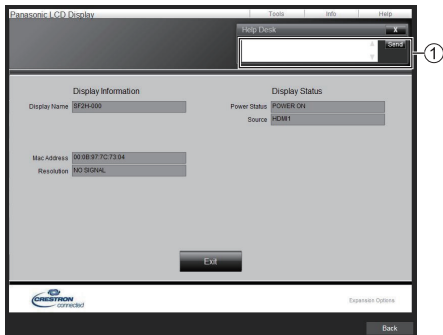 Panasonic LCD Display
Tools Info Help
Help Desk X
Send
1
Display Information
Display Status
Display Name SF2H-000
Power Status POWER ON
Source HDMI1
Mac Address 00:0B:97:7C:73:04
Resolution NO SIGNAL
Exit
CRESTRON
connected
Expansion Options
Back